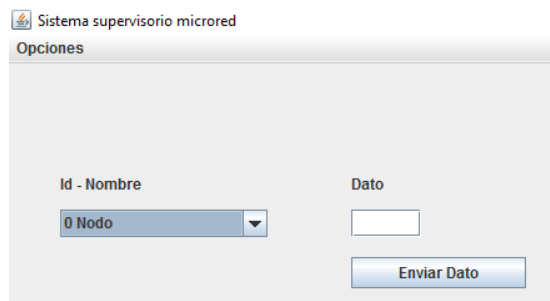 Sistema supervisorio microred
Opciones
Id - Nombre Dato
0 Nodo
Enviar Dato